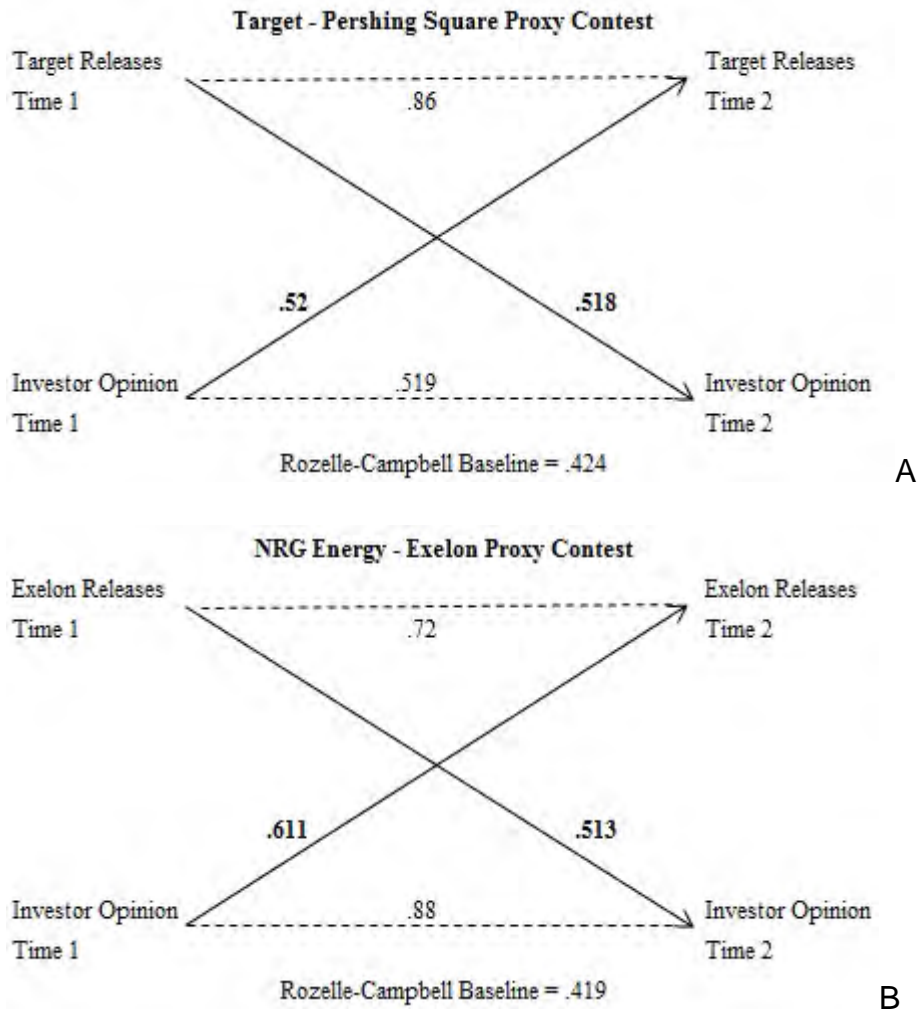 Target - Pershing Square Proxy Contest
Target Releases
Time 1
Target Releases
Time 2
.86
.52
.518
Investor Opinion
Time 1
.519
Investor Opinion
Time 2
Rozelle-Campbell Baseline = .424
A
NRG Energy - Exelon Proxy Contest
Exelon Releases
Time 1
Exelon Releases
Time 2
.72
.611
.513
Investor Opinion
Time 1
.88
Investor Opinion
Time 2
Rozelle-Campbell Baseline = .419
B